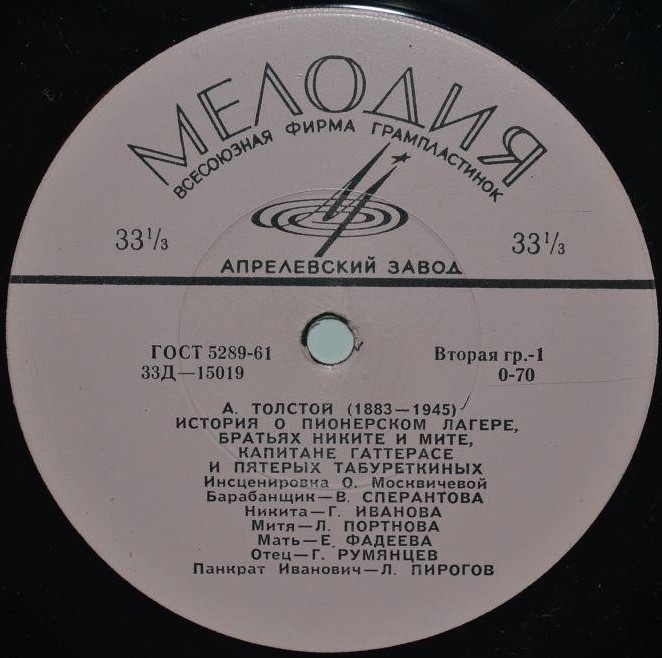 МЕЛОДИЯ
ВСЕСОЮЗНАЯ ФИРМА ГРАМПЛАСТИНОК
33⅓ 33⅓
АПРЕЛЕВСКИЙ ЗАВОД
ГОСТ 5289-61 Вторая гр.-1
33Д—15019 0-70
А. ТОЛСТОЙ (1883—1945)
ИСТОРИЯ О ПИОНЕРСКОМ ЛАГЕРЕ,
БРАТЬЯХ НИКИТЕ И МИТЕ,
КАПИТАНЕ ГАТТЕРАСЕ
И ПЯТЕРЫХ ТАБУРЕТКИНЫХ
Инсценировка О. Москвичевой
Барабанщик—В. СПЕРАНТОВА
Никита—Г. ИВАНОВА
Митя—Л. ПОРТНОВА
Мать—Е. ФАДЕЕВА
Отец—Г. РУМЯНЦЕВ
Панкрат Иванович—Л. ПИРОГОВ